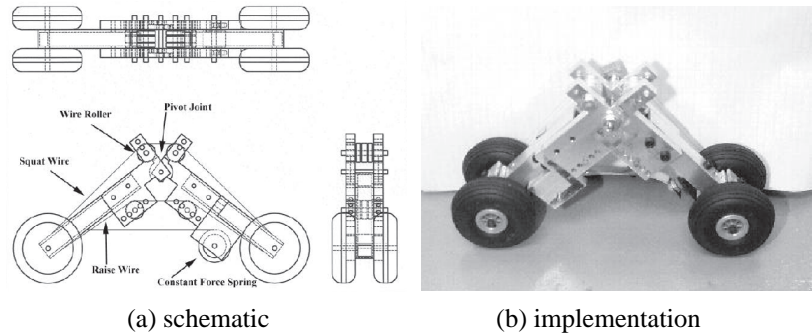 Pivot Joint
Wire Roller
Squat Wire
Raise Wire
Constant Force Spring
(a) schematic
(b) implementation